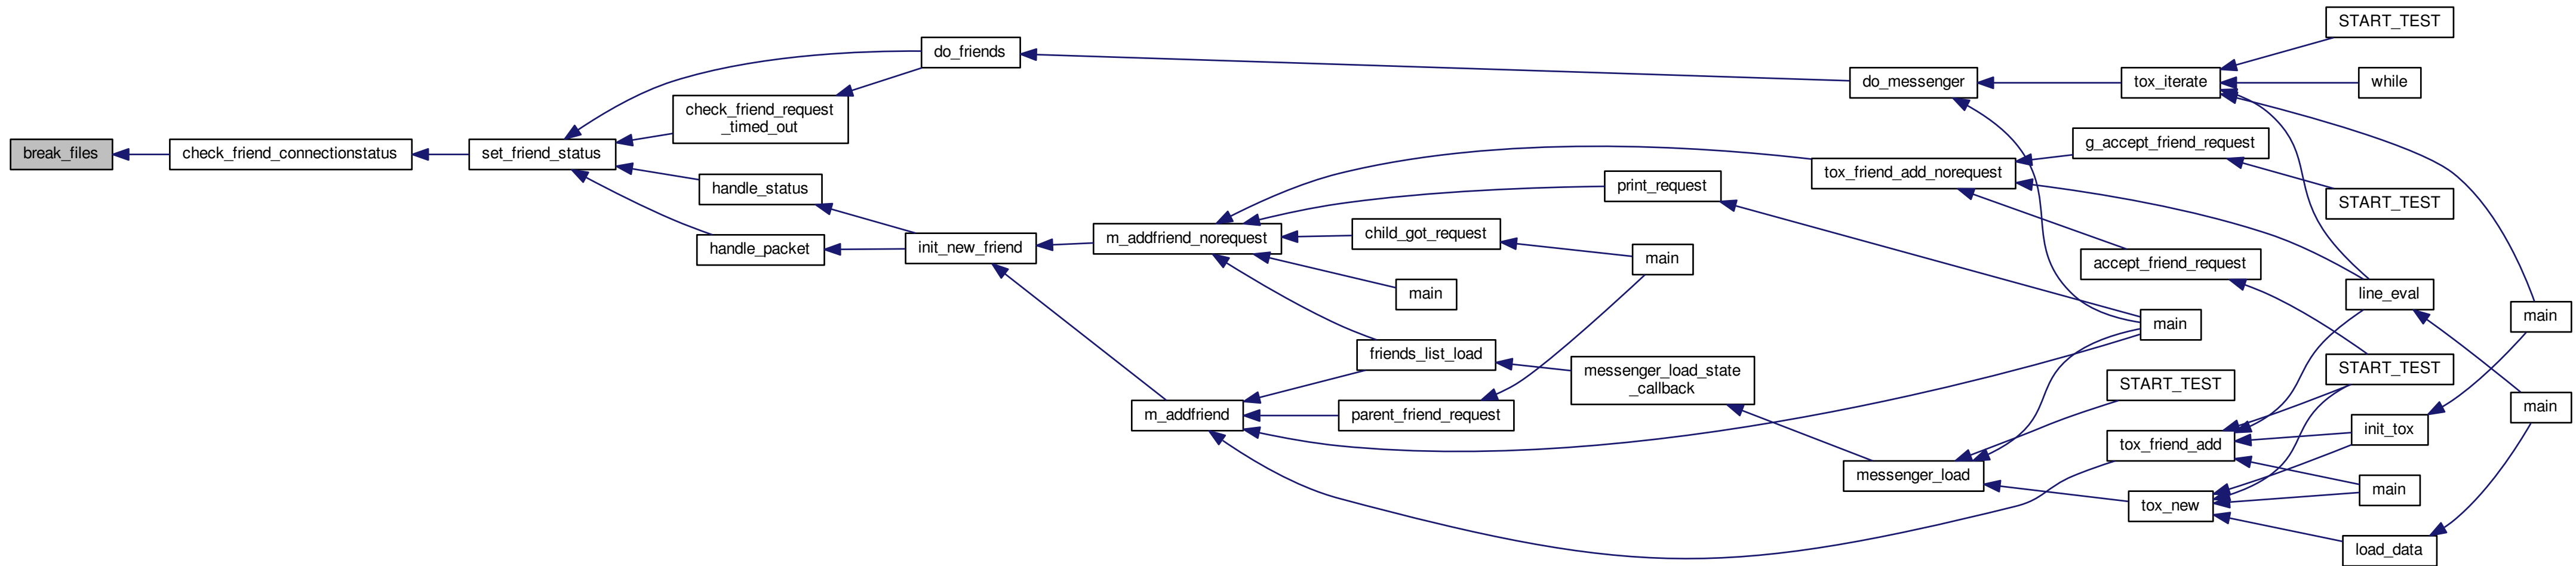 break_files
check_friend_connectionstatus
set_friend_status
do_friends
check_friend_request
_timed_out
handle_status
handle_packet
init_new_friend
m_addfriend_norequest
m_addfriend
print_request
child_got_request
main
main
friends_list_load
parent_friend_request
messenger_load_state
_callback
do_messenger
tox_friend_add_norequest
messenger_load
tox_iterate
g_accept_friend_request
accept_friend_request
main
START_TEST
tox_friend_add
tox_new
START_TEST
while
START_TEST
line_eval
START_TEST
init_tox
main
load_data
main
main